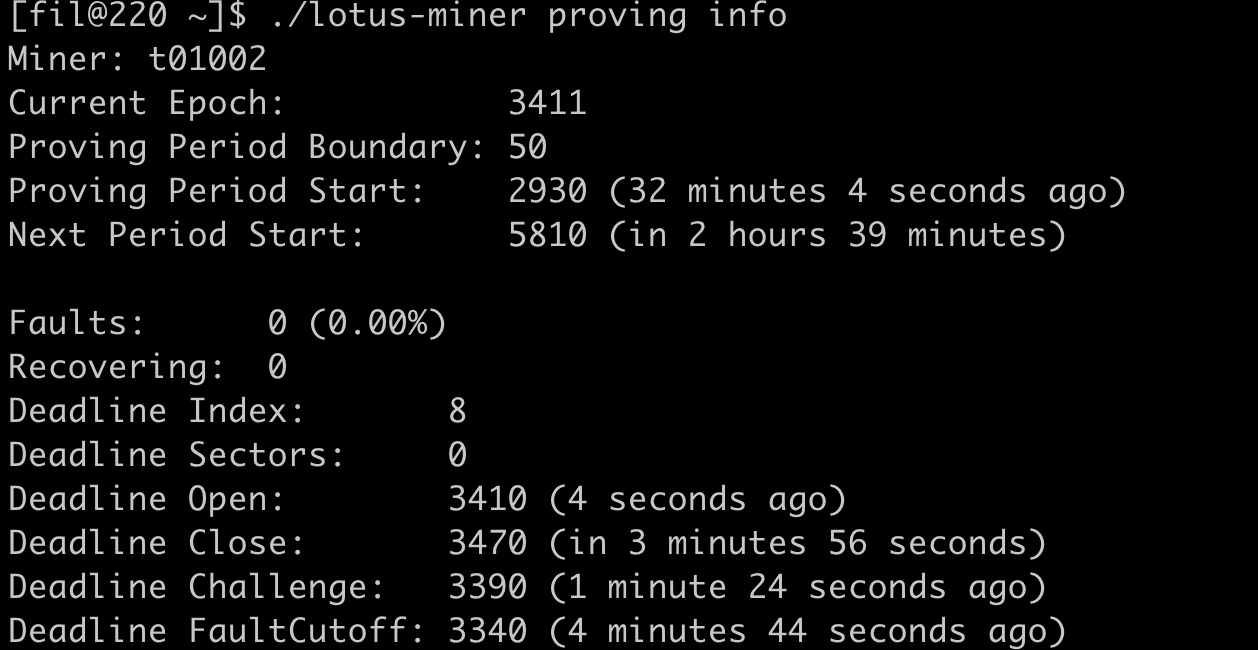 [fil@220 ~]$ ./lotus-miner proving info
Miner: t01002
Current Epoch:           3411
Proving Period Boundary: 50
Proving Period Start:    2930 (32 minutes 4 seconds ago)
Next Period Start:       5810 (in 2 hours 39 minutes)

Faults:      0 (0.00%)
Recovering:  0
Deadline Index:       8
Deadline Sectors:     0
Deadline Open:        3410 (4 seconds ago)
Deadline Close:       3470 (in 3 minutes 56 seconds)
Deadline Challenge:   3390 (1 minute 24 seconds ago)
Deadline FaultCutoff: 3340 (4 minutes 44 seconds ago)